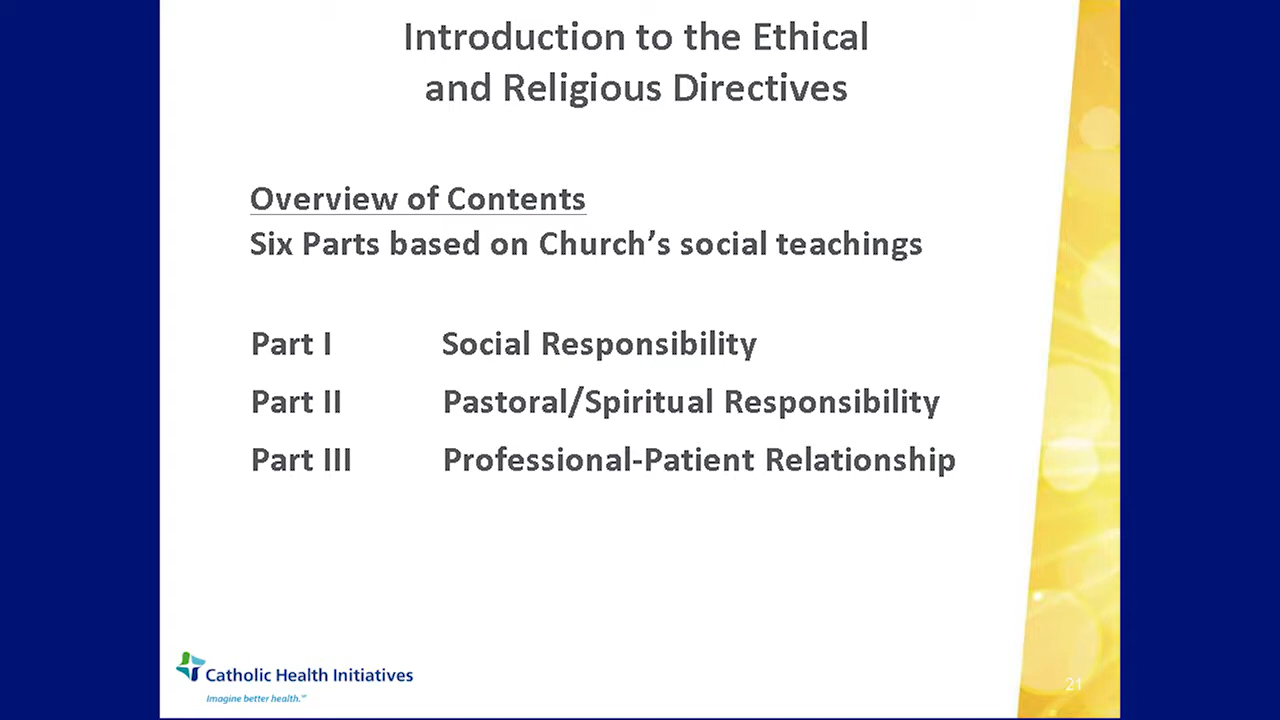 Introduction to the Ethical
and Religious Directives
Overview of Contents
Six Parts based on Church’s social teachings
Part I Social Responsibility
Part II Pastoral/Spiritual Responsibility
Part III Professional-Patient Relationship
Catholic Health Initiatives
Imagine better health.℠
21